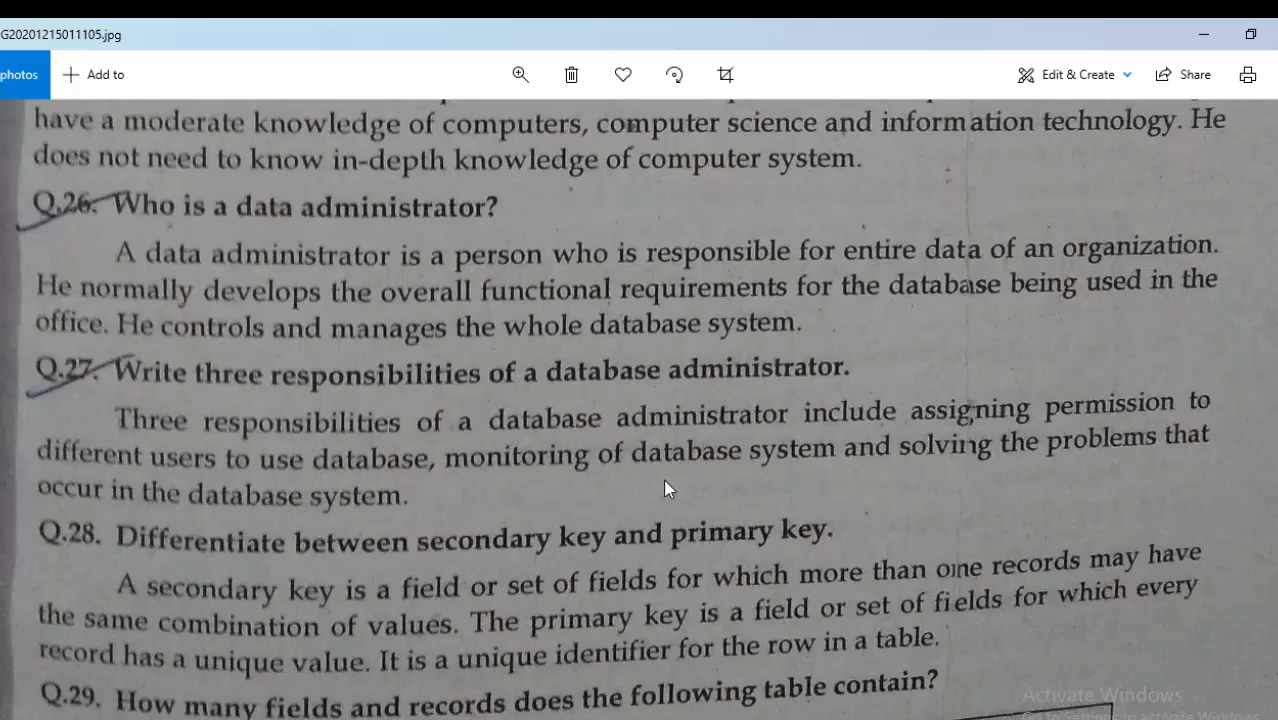 G20201215011105.jpg
photos
Add to
Edit & Create
Share
have a moderate knowledge of computers, computer science and information technology. He
does not need to know in-depth knowledge of computer system.
Q.26. Who is a data administrator?
A data administrator is a person who is responsible for entire data of an organization.
He normally develops the overall functional requirements for the database being used in the
office. He controls and manages the whole database system.
Q.27. Write three responsibilities of a database administrator.
Three responsibilities of a database administrator include assigning permission to
different users to use database, monitoring of database system and solving the problems that
occur in the database system.
Q.28. Differentiate between secondary key and primary key.
A secondary key is a field or set of fields for which more than one records may have
the same combination of values. The primary key is a field or set of fields for which every
record has a unique value. It is a unique identifier for the row in a table.
Q.29. How many fields and records does the following table contain?
Activate Windows